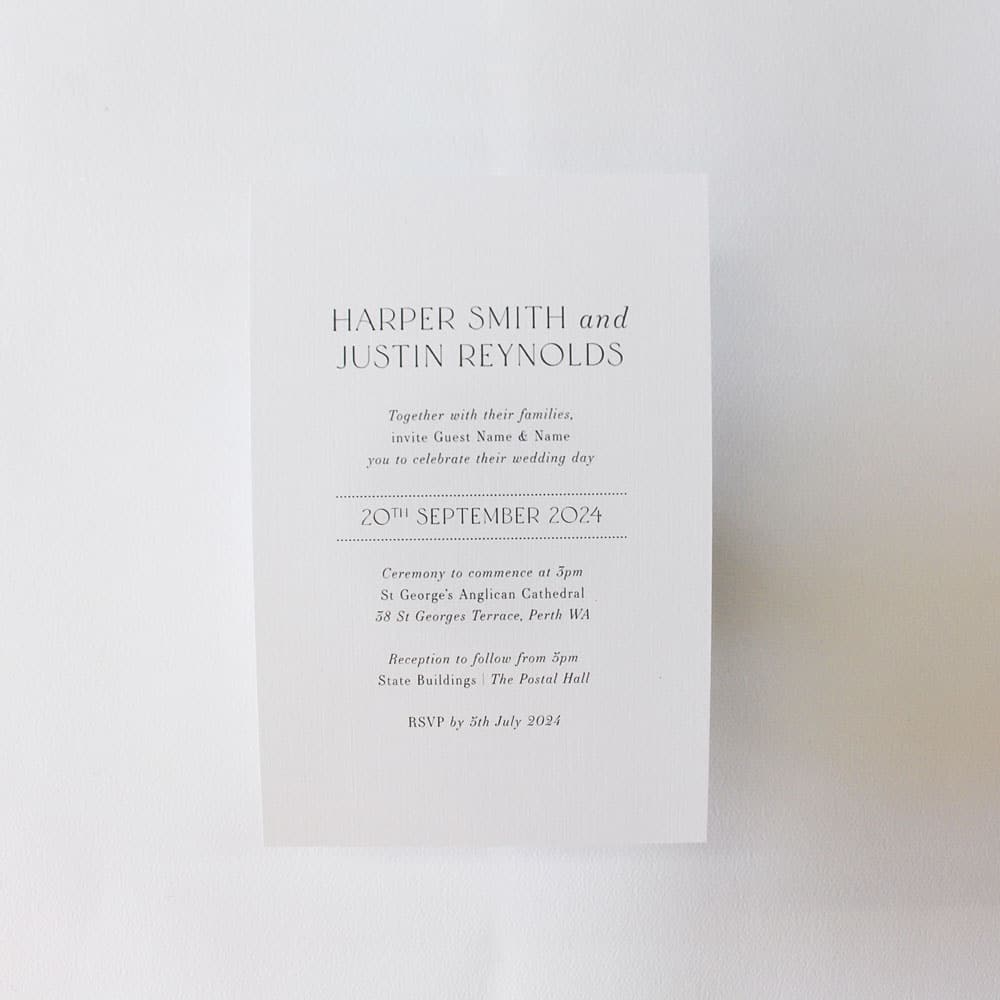 HARPER SMITH and
JUSTIN REYNOLDS
Together with their families,
invite Guest Name & Name
you to celebrate their wedding day
20TH SEPTEMBER 2024
Ceremony to commence at 3pm
St George's Anglican Cathedral
38 St Georges Terrace, Perth WA
Reception to follow from 5pm
State Buildings | The Postal Hall
RSVP by 5th July 2024